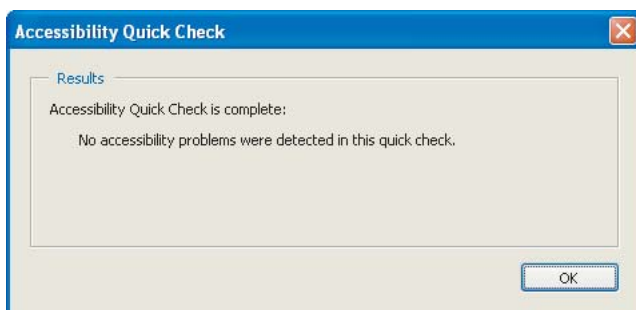 Accessibility Quick Check
Results
Accessibility Quick Check is complete:
No accessibility problems were detected in this quick check.
OK